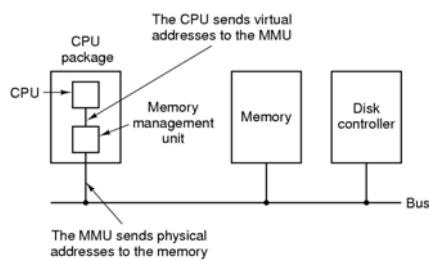 The CPU sends virtual
addresses to the MMU
CPU
package
CPU
Memory
management
unit
Memory
Disk
controller
Bus
The MMU sends physical
addresses to the memory